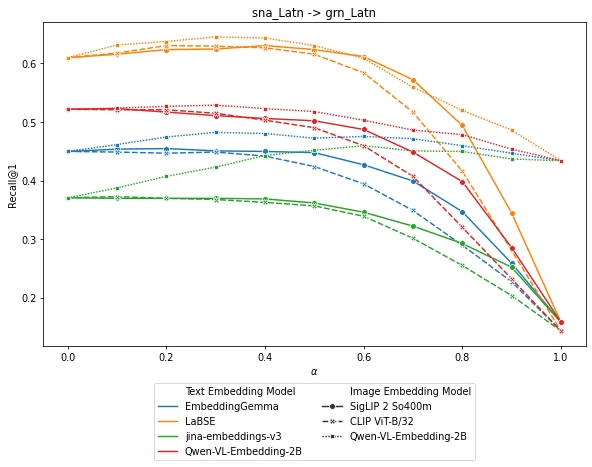 sna_Latn -> grn_Latn
Recall@1
0.6
0.5
0.4
0.3
0.2
0.0 0.2 0.4 0.6 0.8 1.0
α
Text Embedding Model Image Embedding Model
EmbeddingGemma SigLIP 2 So400m
LaBSE CLIP ViT-B/32
jina-embeddings-v3 Qwen-VL-Embedding-2B
Qwen-VL-Embedding-2B